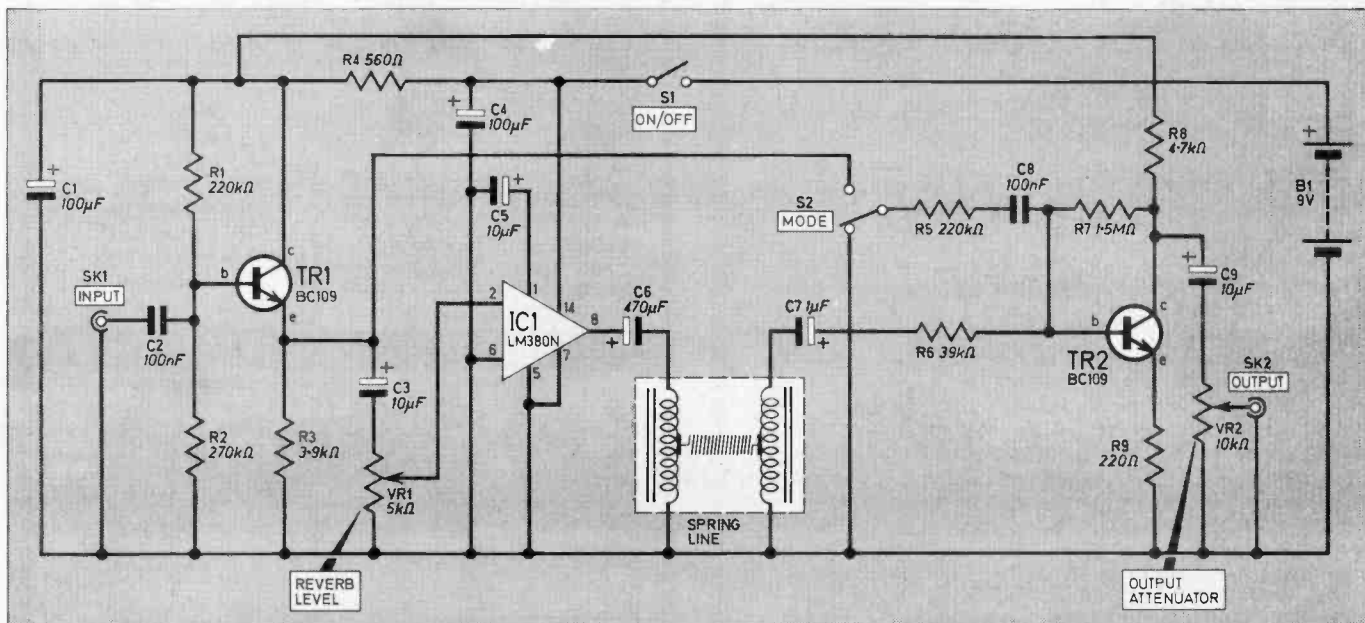 R4 560Ω
S1
ON/OFF
C4
100µF
R8
4·7kΩ
C1
100µF
R1
220kΩ
C5
10µF
S2
MODE
C8
100nF
R5 220kΩ
R7 1·5MΩ
B1
9V
SK1
INPUT
C2
100nF
b
c
e
TR1
BC109
1
2
14
IC1
LM380N
8
6
7
5
C6
470µF
C7 1µF
R6 39kΩ
b
c
e
TR2
BC109
C9
10µF
SK2
OUTPUT
C3
10µF
R2
270kΩ
R3
3·9kΩ
VR1
5kΩ
R9
220Ω
VR2
10kΩ
SPRING
LINE
REVERB
LEVEL
OUTPUT
ATTENUATOR